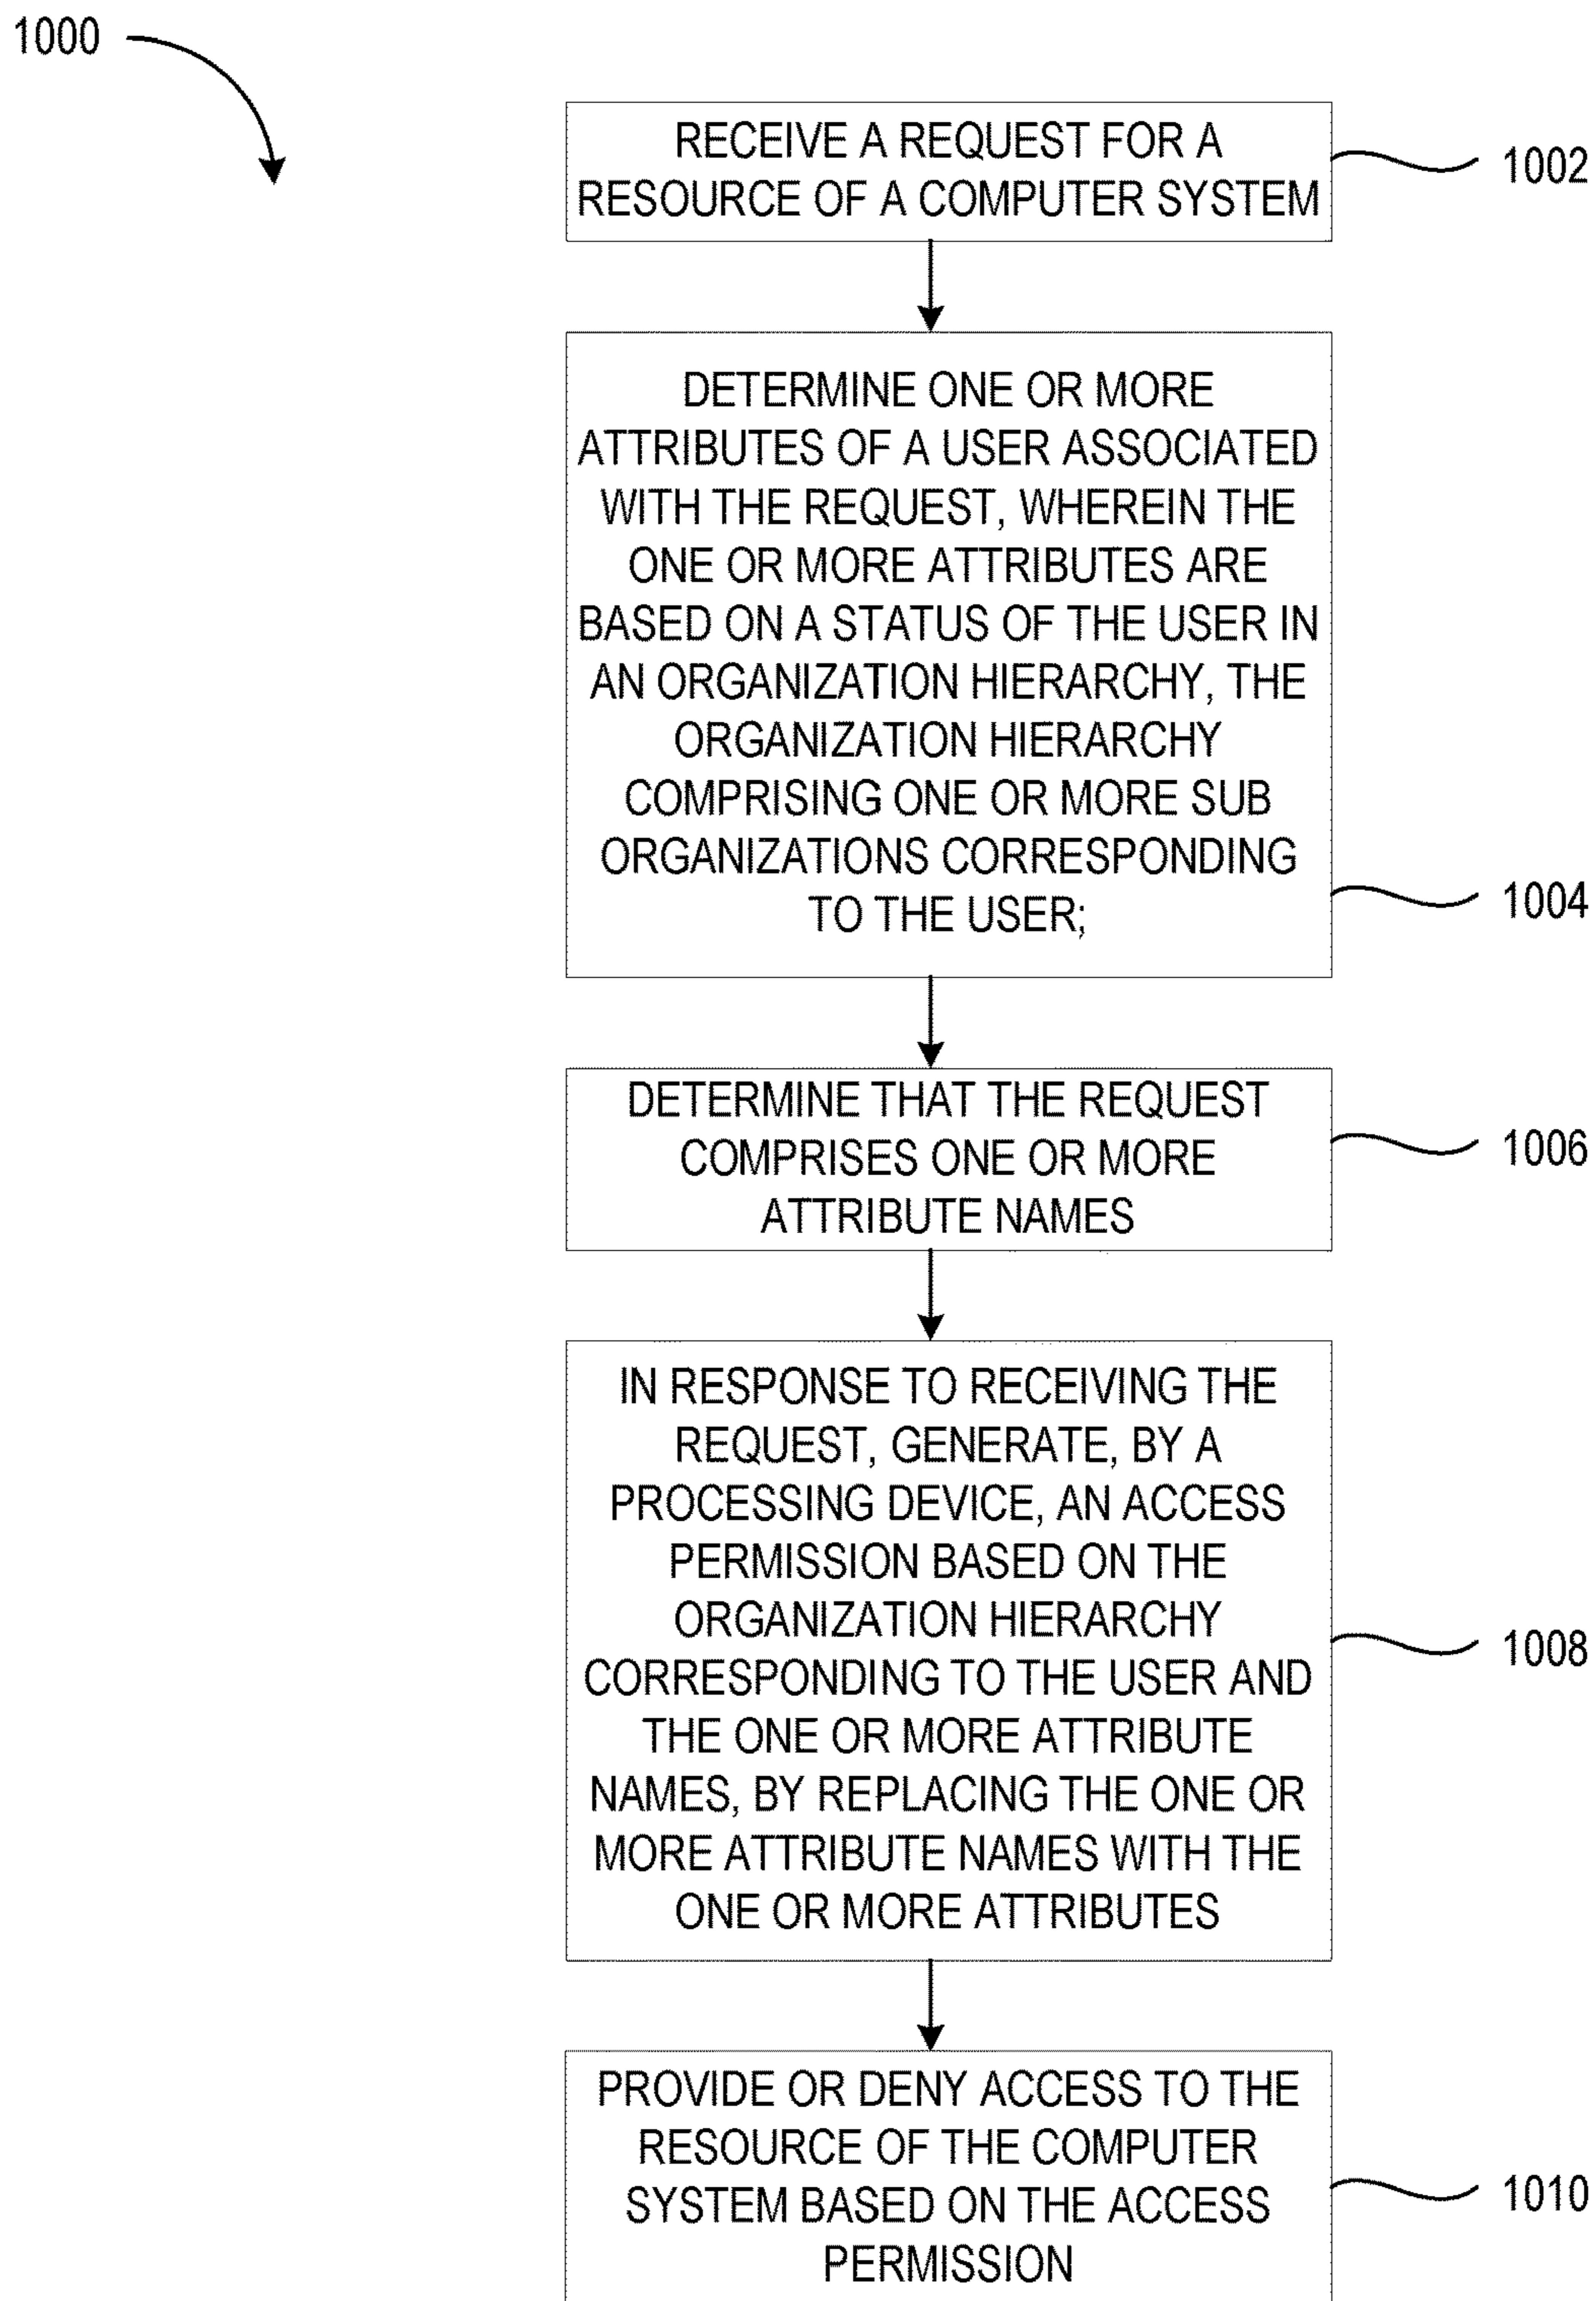 1000
RECEIVE A REQUEST FOR A
RESOURCE OF A COMPUTER SYSTEM
1002
DETERMINE ONE OR MORE
ATTRIBUTES OF A USER ASSOCIATED
WITH THE REQUEST, WHEREIN THE
ONE OR MORE ATTRIBUTES ARE
BASED ON A STATUS OF THE USER IN
AN ORGANIZATION HIERARCHY, THE
ORGANIZATION HIERARCHY
COMPRISING ONE OR MORE SUB
ORGANIZATIONS CORRESPONDING
TO THE USER;
1004
DETERMINE THAT THE REQUEST
COMPRISES ONE OR MORE
ATTRIBUTE NAMES
1006
IN RESPONSE TO RECEIVING THE
REQUEST, GENERATE, BY A
PROCESSING DEVICE, AN ACCESS
PERMISSION BASED ON THE
ORGANIZATION HIERARCHY
CORRESPONDING TO THE USER AND
THE ONE OR MORE ATTRIBUTE
NAMES, BY REPLACING THE ONE OR
MORE ATTRIBUTE NAMES WITH THE
ONE OR MORE ATTRIBUTES
1008
PROVIDE OR DENY ACCESS TO THE
RESOURCE OF THE COMPUTER
SYSTEM BASED ON THE ACCESS
PERMISSION
1010